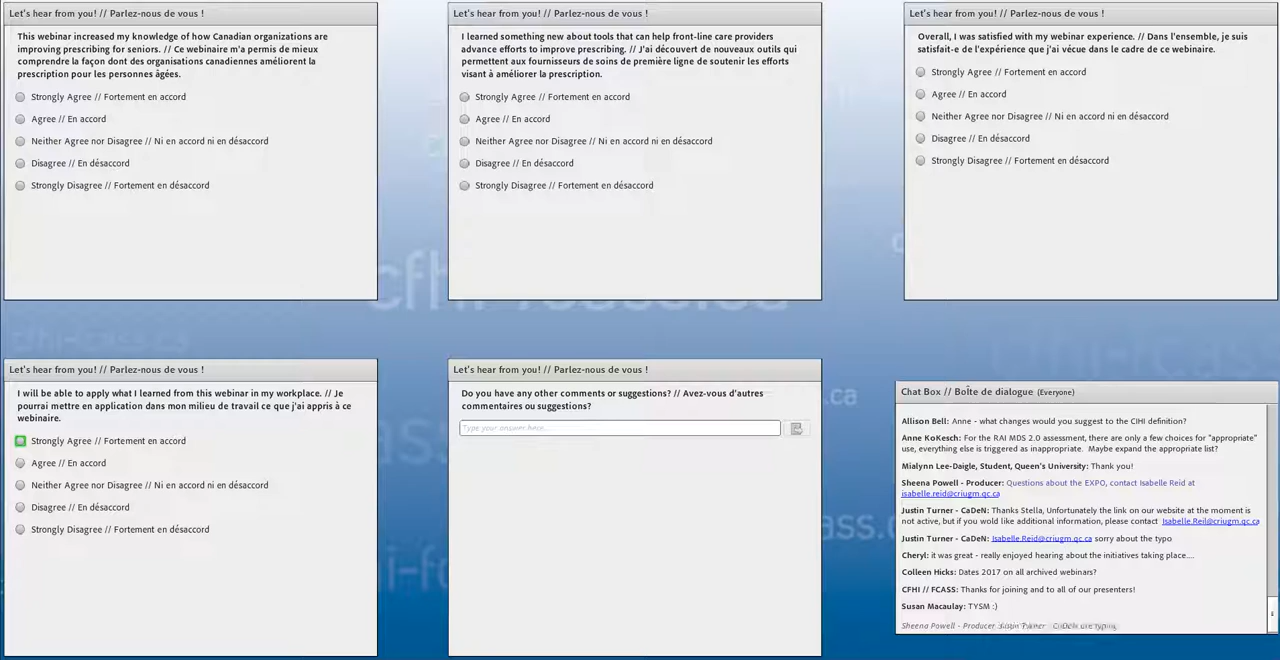 Let's hear from you! // Parlez-nous de vous !
This webinar increased my knowledge of how Canadian organizations are
improving prescribing for seniors. // Ce webinaire m'a permis de mieux
comprendre la façon dont des organisations canadiennes améliorent la
prescription pour les personnes âgées.
Strongly Agree // Fortement en accord
Agree // En accord
Neither Agree nor Disagree // Ni en accord ni en désaccord
Disagree // En désaccord
Strongly Disagree // Fortement en désaccord
Let's hear from you! // Parlez-nous de vous !
I learned something new about tools that can help front-line care providers
advance efforts to improve prescribing. // J'ai découvert de nouveaux outils qui
permettent aux fournisseurs de soins de première ligne de soutenir les efforts
visant à améliorer la prescription.
Strongly Agree // Fortement en accord
Agree // En accord
Neither Agree nor Disagree // Ni en accord ni en désaccord
Disagree // En désaccord
Strongly Disagree // Fortement en désaccord
Let's hear from you! // Parlez-nous de vous !
Overall, I was satisfied with my webinar experience. // Dans l'ensemble, je suis
satisfait-e de l'expérience que j'ai vécue dans le cadre de ce webinaire.
Strongly Agree // Fortement en accord
Agree // En accord
Neither Agree nor Disagree // Ni en accord ni en désaccord
Disagree // En désaccord
Strongly Disagree // Fortement en désaccord
cfhi-fcass.ca
Let's hear from you! // Parlez-nous de vous !
I will be able to apply what I learned from this webinar in my workplace. // Je
pourrai mettre en application dans mon milieu de travail ce que j'ai appris à ce
webinaire.
Strongly Agree // Fortement en accord
Agree // En accord
Neither Agree nor Disagree // Ni en accord ni en désaccord
Disagree // En désaccord
Strongly Disagree // Fortement en désaccord
Let's hear from you! // Parlez-nous de vous !
Do you have any other comments or suggestions? // Avez-vous d'autres
commentaires ou suggestions?
Type your answer here...
Chat Box // Boîte de dialogue (Everyone)
Allison Bell: Anne - what changes would you suggest to the CIHI definition?
Anne KoKesch: For the RAI MDS 2.0 assessment, there are only a few choices for "appropriate"
use, everything else is triggered as inappropriate. Maybe expand the appropriate list?
Mialynn Lee-Daigle, Student, Queen's University: Thank you!
Sheena Powell - Producer: Questions about the EXPO, contact Isabelle Reid at
isabelle.reid@criugm.qc.ca
Justin Turner - CaDeN: Thanks Stella, Unfortunately the link on our website at the moment is
not active, but if you would like additional information, please contact Isabelle.Reil@criugm.qc.ca
Justin Turner - CaDeN: Isabelle.Reid@criugm.qc.ca sorry about the typo
Cheryl: it was great - really enjoyed hearing about the initiatives taking place....
Colleen Hicks: Dates 2017 on all archived webinars?
CFHI // FCASS: Thanks for joining and to all of our presenters!
Susan Macaulay: TYSM :)
Sheena Powell - Producer